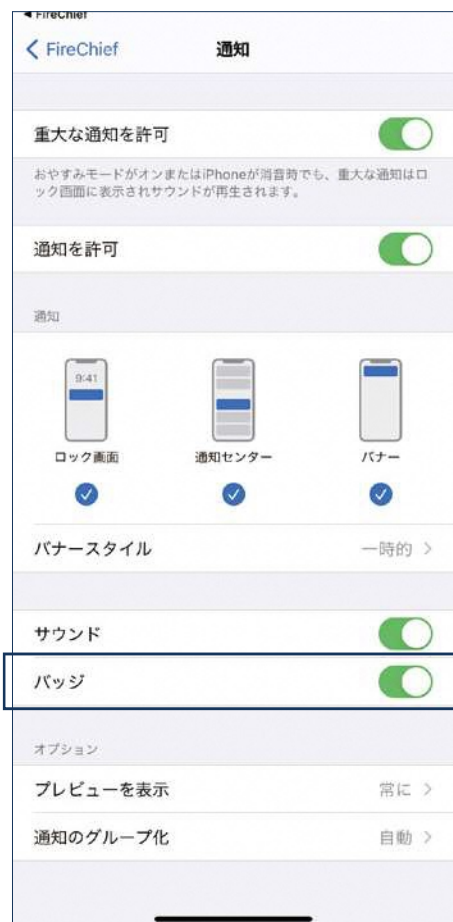 ◀ FireChief
< FireChief
通知
重大な通知を許可
おやすみモードがオンまたはiPhoneが消音時でも、重大な通知はロ
ック画面に表示されサウンドが再生されます。
通知を許可
通知
9:41
ロック画面
通知センター
バナー
バナースタイル
一時的 >
サウンド
バッジ
オプション
プレビューを表示
常に >
通知のグループ化
自動 >